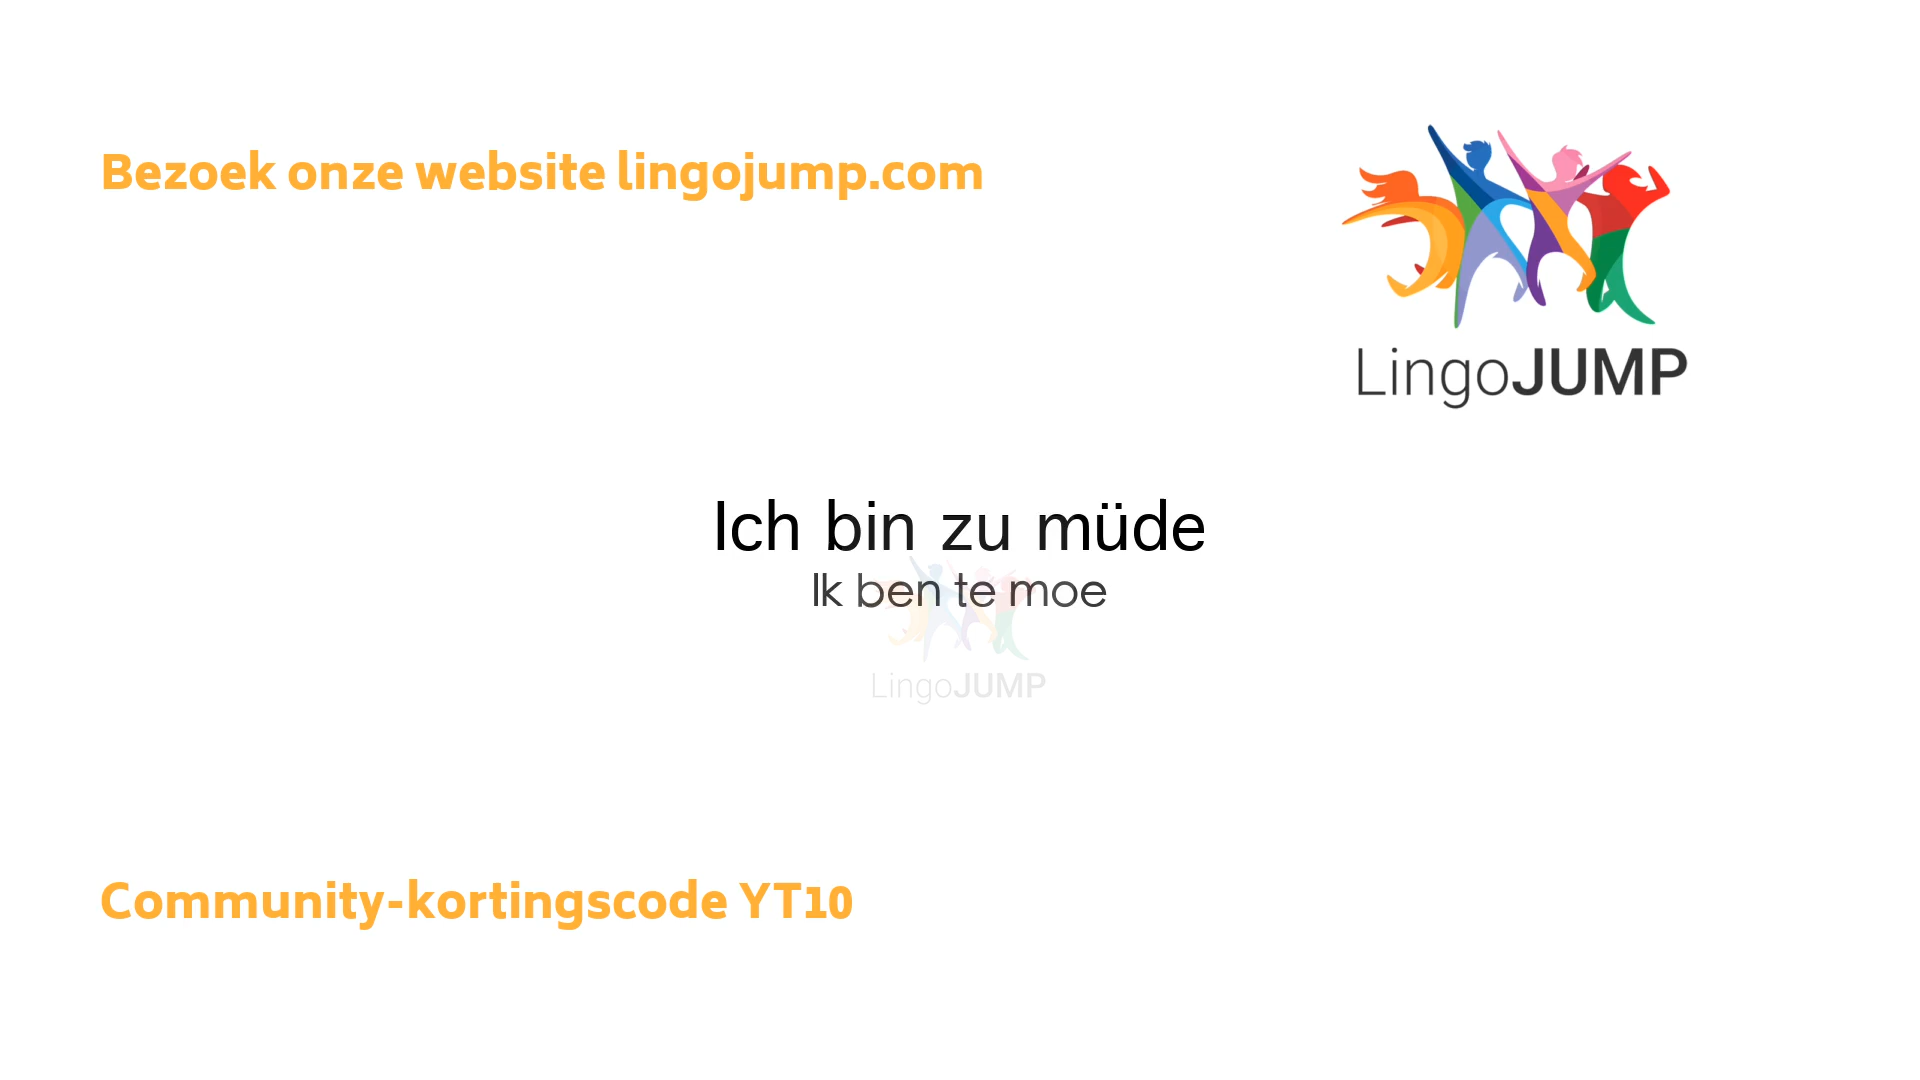 Bezoek onze website lingojump.com
LingoJUMP
Ich bin zu müde
Ik ben te moe
LingoJUMP
Community-kortingscode YT10